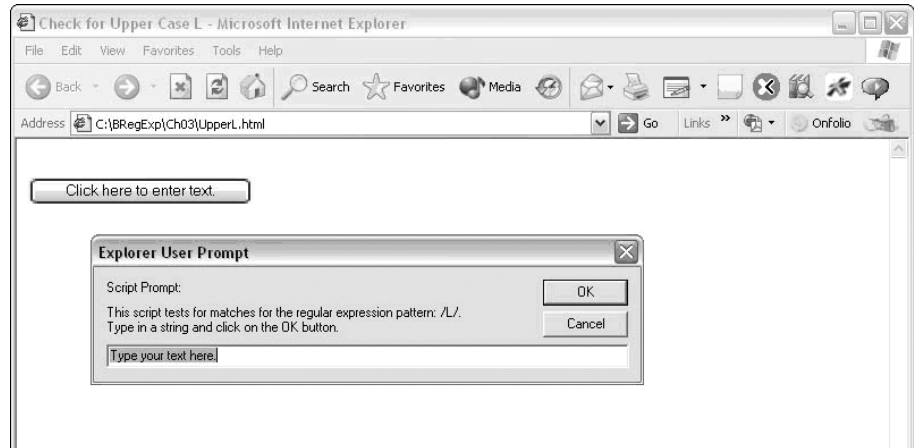 Check for Upper Case L - Microsoft Internet Explorer
File Edit View Favorites Tools Help
Back Search Favorites Media
Address C:\BRegExp\Ch03\UpperL.html Go Links » Onfolio
Click here to enter text.
Explorer User Prompt
Script Prompt:
OK
This script tests for matches for the regular expression pattern: /L/.
Type in a string and click on the OK button.
Cancel
Type your text here.